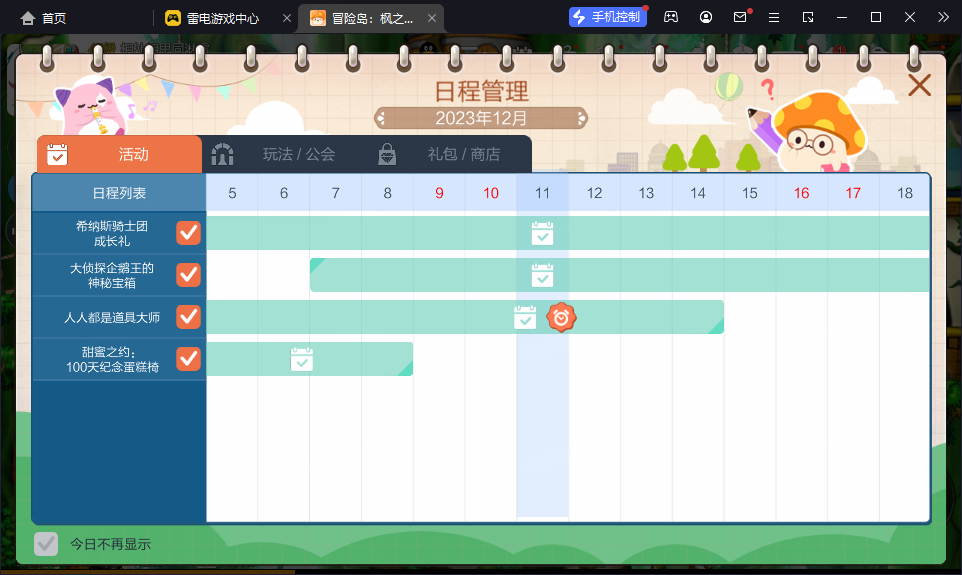 首页
雷电游戏中心
冒险岛：枫之...
手机控制
日程管理
2023年12月
活动
玩法 / 公会
礼包 / 商店
日程列表
5 6 7 8 9 10 11 12 13 14 15 16 17 18
希纳斯骑士团
成长礼
大侦探企鹅王的
神秘宝箱
人人都是道具大师
甜蜜之约：
100天纪念蛋糕椅
今日不再显示